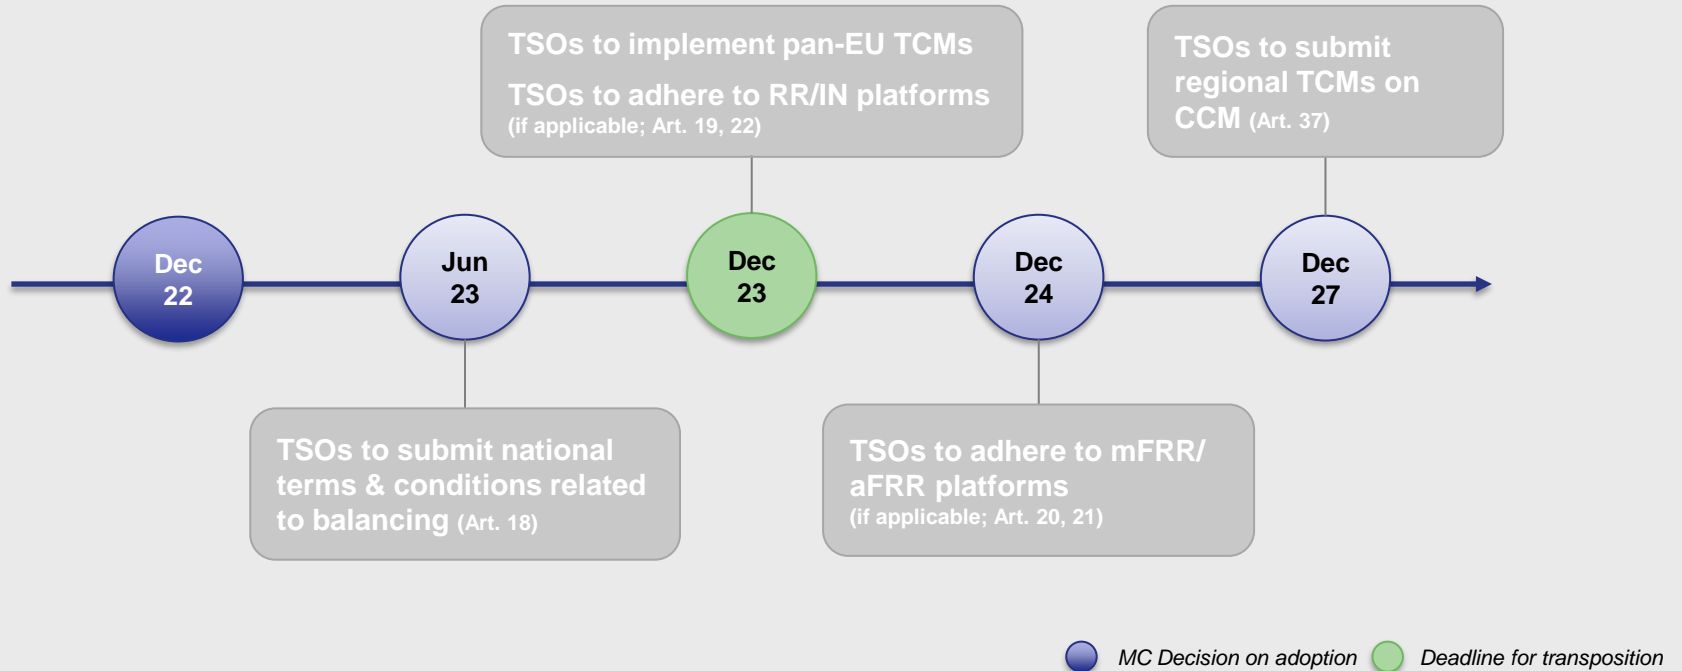 TSOs to implement pan-EU TCMs
TSOs to adhere to RR/IN platforms
(if applicable; Art. 19, 22)
TSOs to submit
regional TCMs on
CCM (Art. 37)
Dec
22
Jun
23
Dec
23
Dec
24
Dec
27
TSOs to submit national
terms & conditions related
to balancing (Art. 18)
TSOs to adhere to mFRR/
aFRR platforms
(if applicable; Art. 20, 21)
MC Decision on adoption
Deadline for transposition